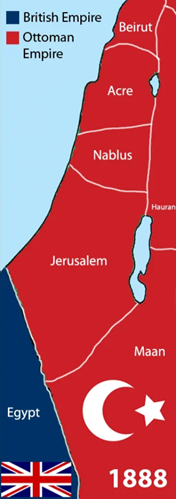 British Empire
Ottoman
Empire
Beirut
Acre
Nablus
Hauran
Jerusalem
Maan
Egypt
1888